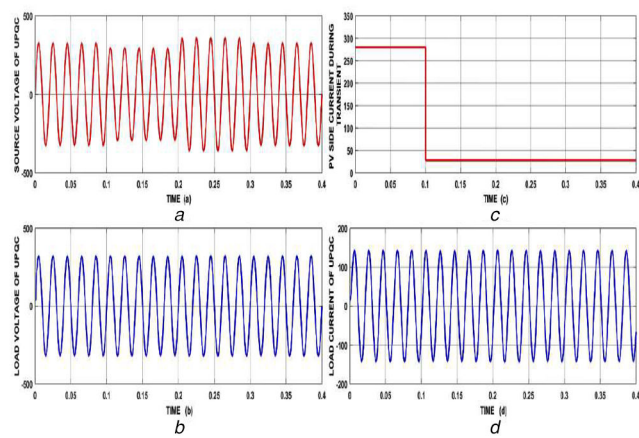 SOURCE VOLTAGE OF UPQC
500
0
-500
0 0.05 0.1 0.15 0.2 0.25 0.3 0.35 0.4
TIME (a)
a
PV SIDE CURRENT DURING
TRANSIENT
350
300
250
200
150
100
50
0
0 0.05 0.1 0.15 0.2 0.25 0.3 0.35 0.4
TIME (c)
c
LOAD VOLTAGE OF UPQC
500
0
-500
0 0.05 0.1 0.15 0.2 0.25 0.3 0.35 0.4
TIME (b)
b
LOAD CURRENT OF UPQC
200
100
0
-100
-200
0 0.05 0.1 0.15 0.2 0.25 0.3 0.35 0.4
TIME (d)
d